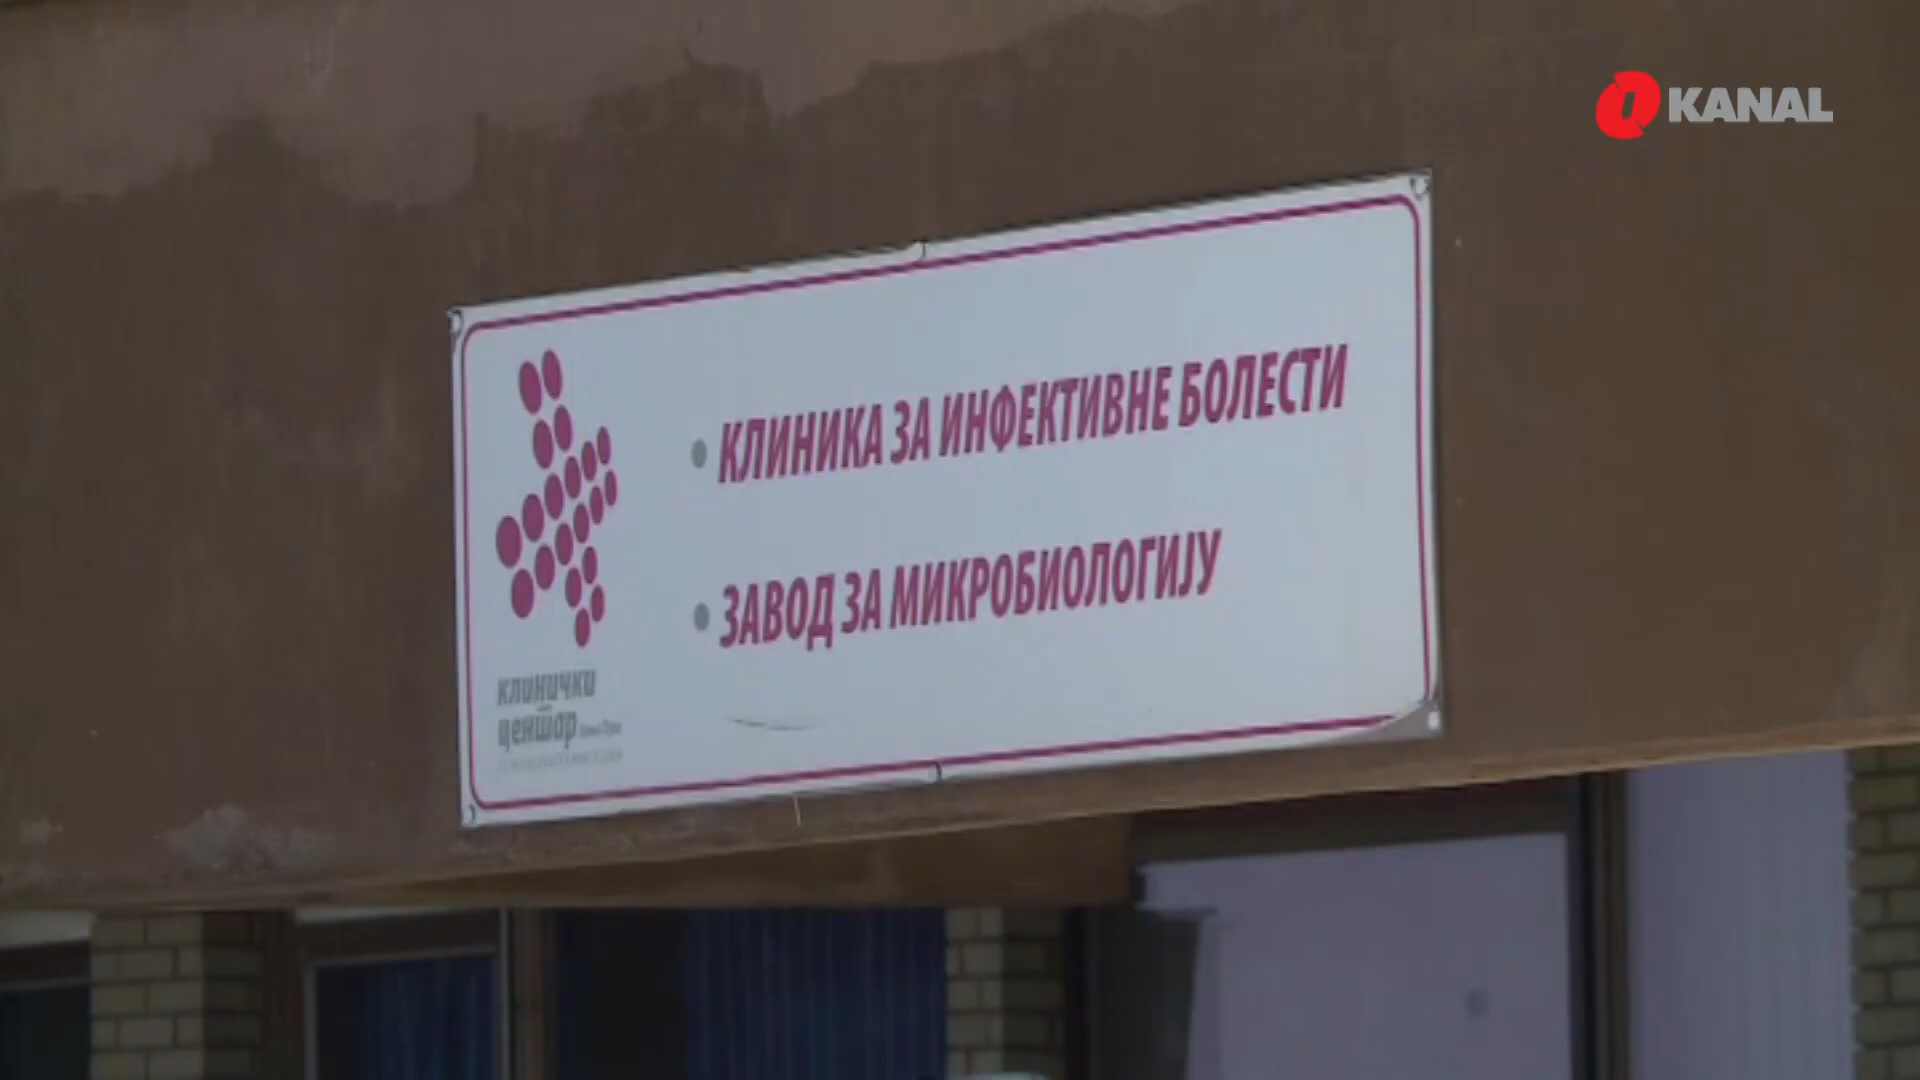 KANAL
• КЛИНИКА ЗА ИНФЕКТИВНЕ БОЛЕСТИ
• ЗАВОД ЗА МИКРОБИОЛОГИЈУ
клинички
центар